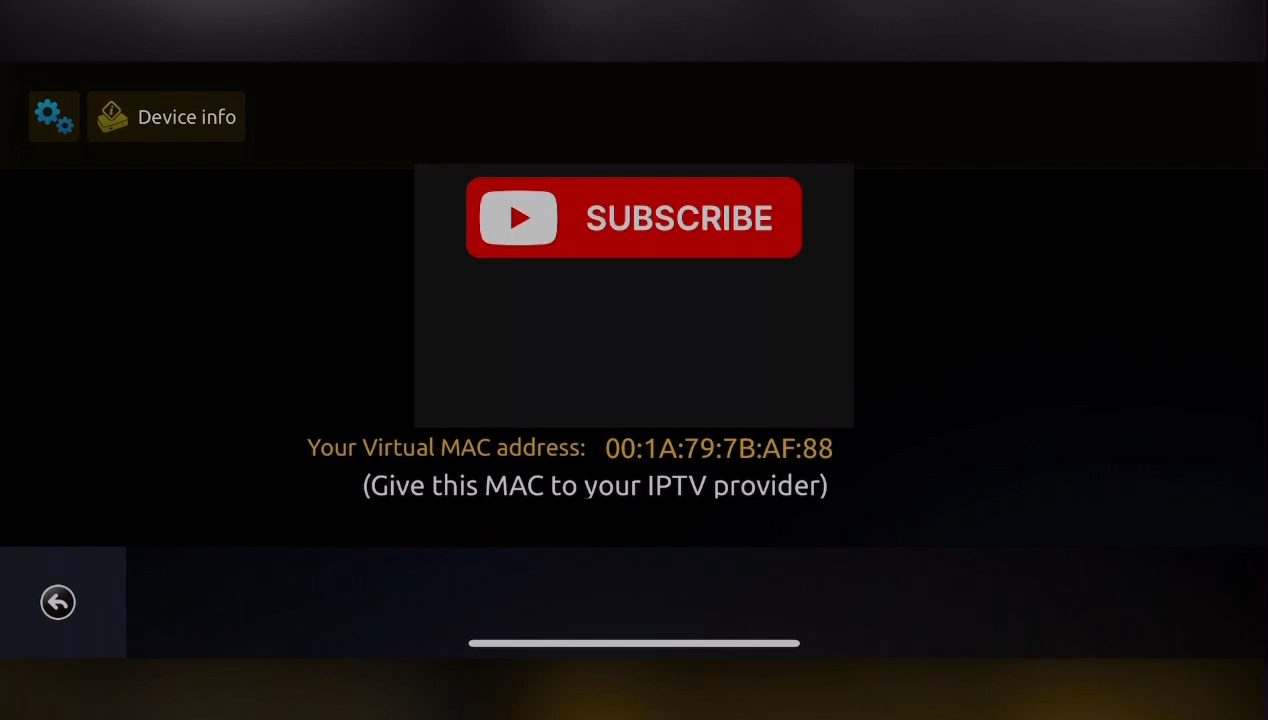 Device info
SUBSCRIBE
Your Virtual MAC address: 00:1A:79:7B:AF:88
(Give this MAC to your IPTV provider)